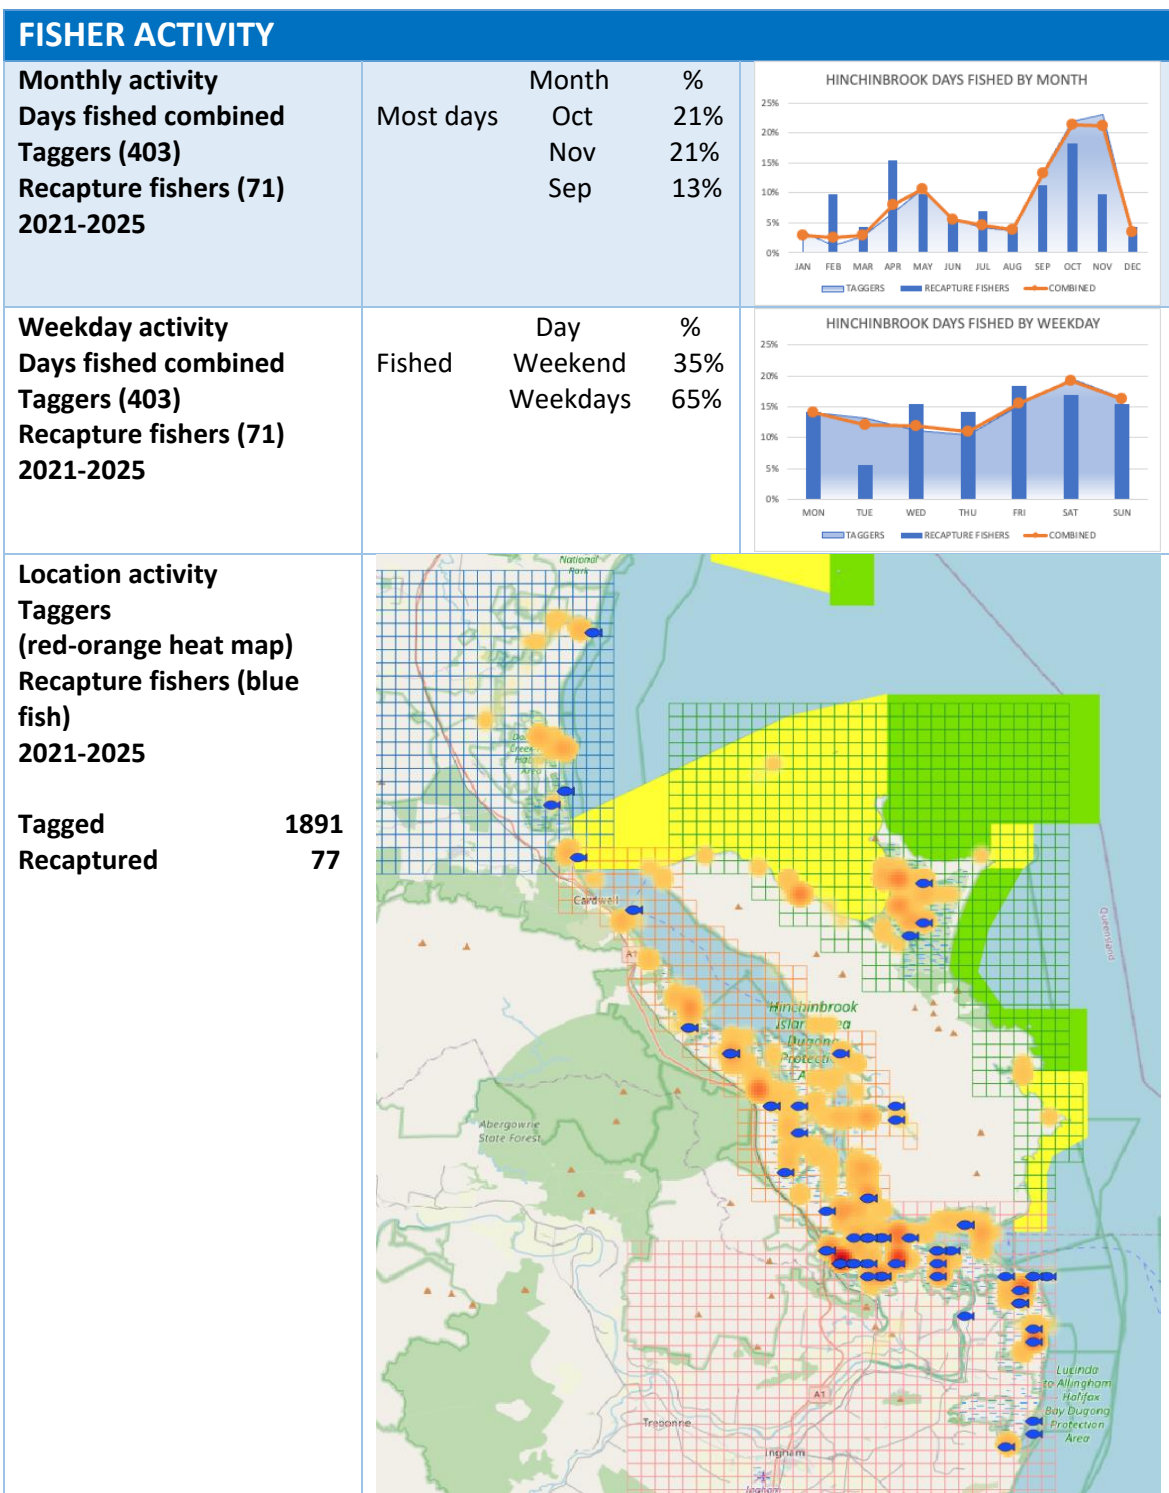 FISHER ACTIVITY
Monthly activity
Days fished combined
Taggers (403)
Recapture fishers (71)
2021-2025
Month %
Most days Oct 21%
Nov 21%
Sep 13%
HINCHINBROOK DAYS FISHED BY MONTH
25%
20%
15%
10%
5%
0%
JAN FEB MAR APR MAY JUN JUL AUG SEP OCT NOV DEC
TAGGERS RECAPTURE FISHERS COMBINED
Weekday activity
Days fished combined
Taggers (403)
Recapture fishers (71)
2021-2025
Day %
Fished Weekend 35%
Weekdays 65%
HINCHINBROOK DAYS FISHED BY WEEKDAY
25%
20%
15%
10%
5%
0%
MON TUE WED THU FRI SAT SUN
TAGGERS RECAPTURE FISHERS COMBINED
Location activity
Taggers
(red-orange heat map)
Recapture fishers (blue
fish)
2021-2025
Tagged 1891
Recaptured 77
National
Park
Creek
Area
Cardwell
A1
Queensland
Hinchinbrook
Dugong
Abergowrie
State Forest
A1
Trebonne
Ingham
Ingham
Lucinda
to Allingham
Halifax
Bay Dugong
Protection
Area